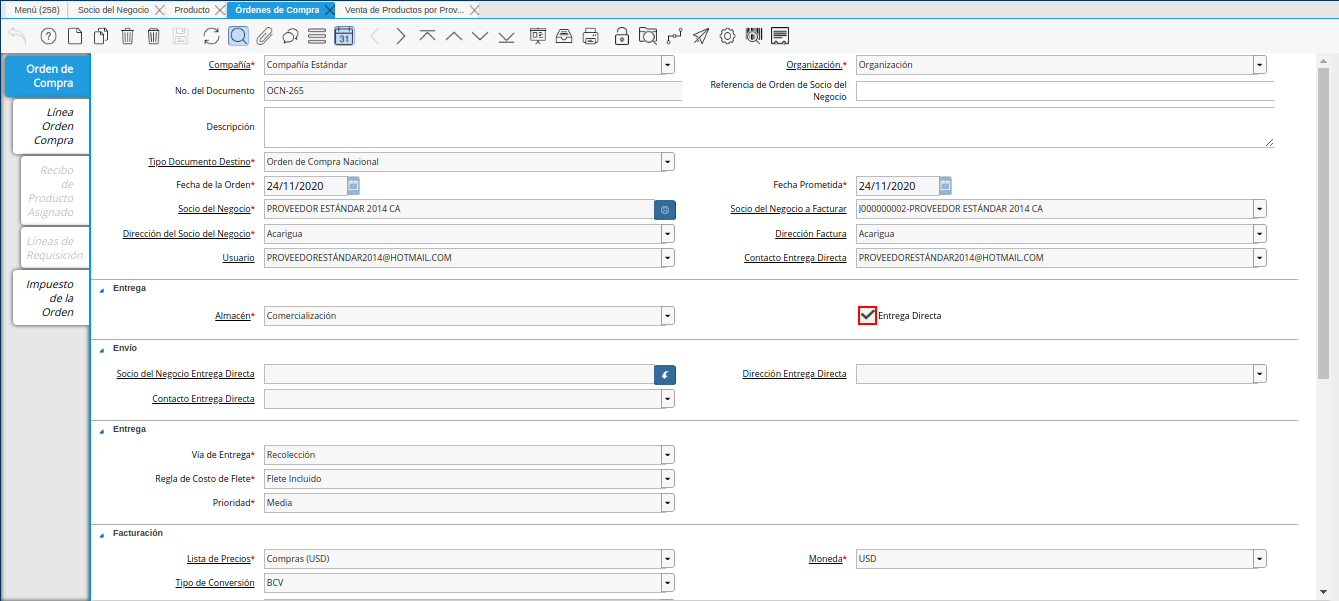 Menú (258) Socio del Negocio Producto Órdenes de Compra Venta de Productos por Prov...
31
Orden de
Compra
Línea
Orden
Compra
Recibo
de
Producto
Asignado
Líneas de
Requisición
Impuesto
de la
Orden
Compañía* Compañía Estándar Organización.* Organización
No. del Documento OCN-265 Referencia de Orden de Socio del
Negocio
Descripción
Tipo Documento Destino* Orden de Compra Nacional
Fecha de la Orden* 24/11/2020 Fecha Prometida* 24/11/2020
Socio del Negocio* PROVEEDOR ESTÁNDAR 2014 CA Socio del Negocio a Facturar J000000002-PROVEEDOR ESTÁNDAR 2014 CA
Dirección del Socio del Negocio* Acarigua Dirección Factura Acarigua
Usuario PROVEEDORESTÁNDAR2014@HOTMAIL.COM Contacto Entrega Directa PROVEEDORESTÁNDAR2014@HOTMAIL.COM
Entrega
Almacén* Comercialización Entrega Directa
Envío
Socio del Negocio Entrega Directa Dirección Entrega Directa
Contacto Entrega Directa
Entrega
Vía de Entrega* Recolección
Regla de Costo de Flete* Flete Incluido
Prioridad* Media
Facturación
Lista de Precios* Compras (USD) Moneda* USD
Tipo de Conversión BCV